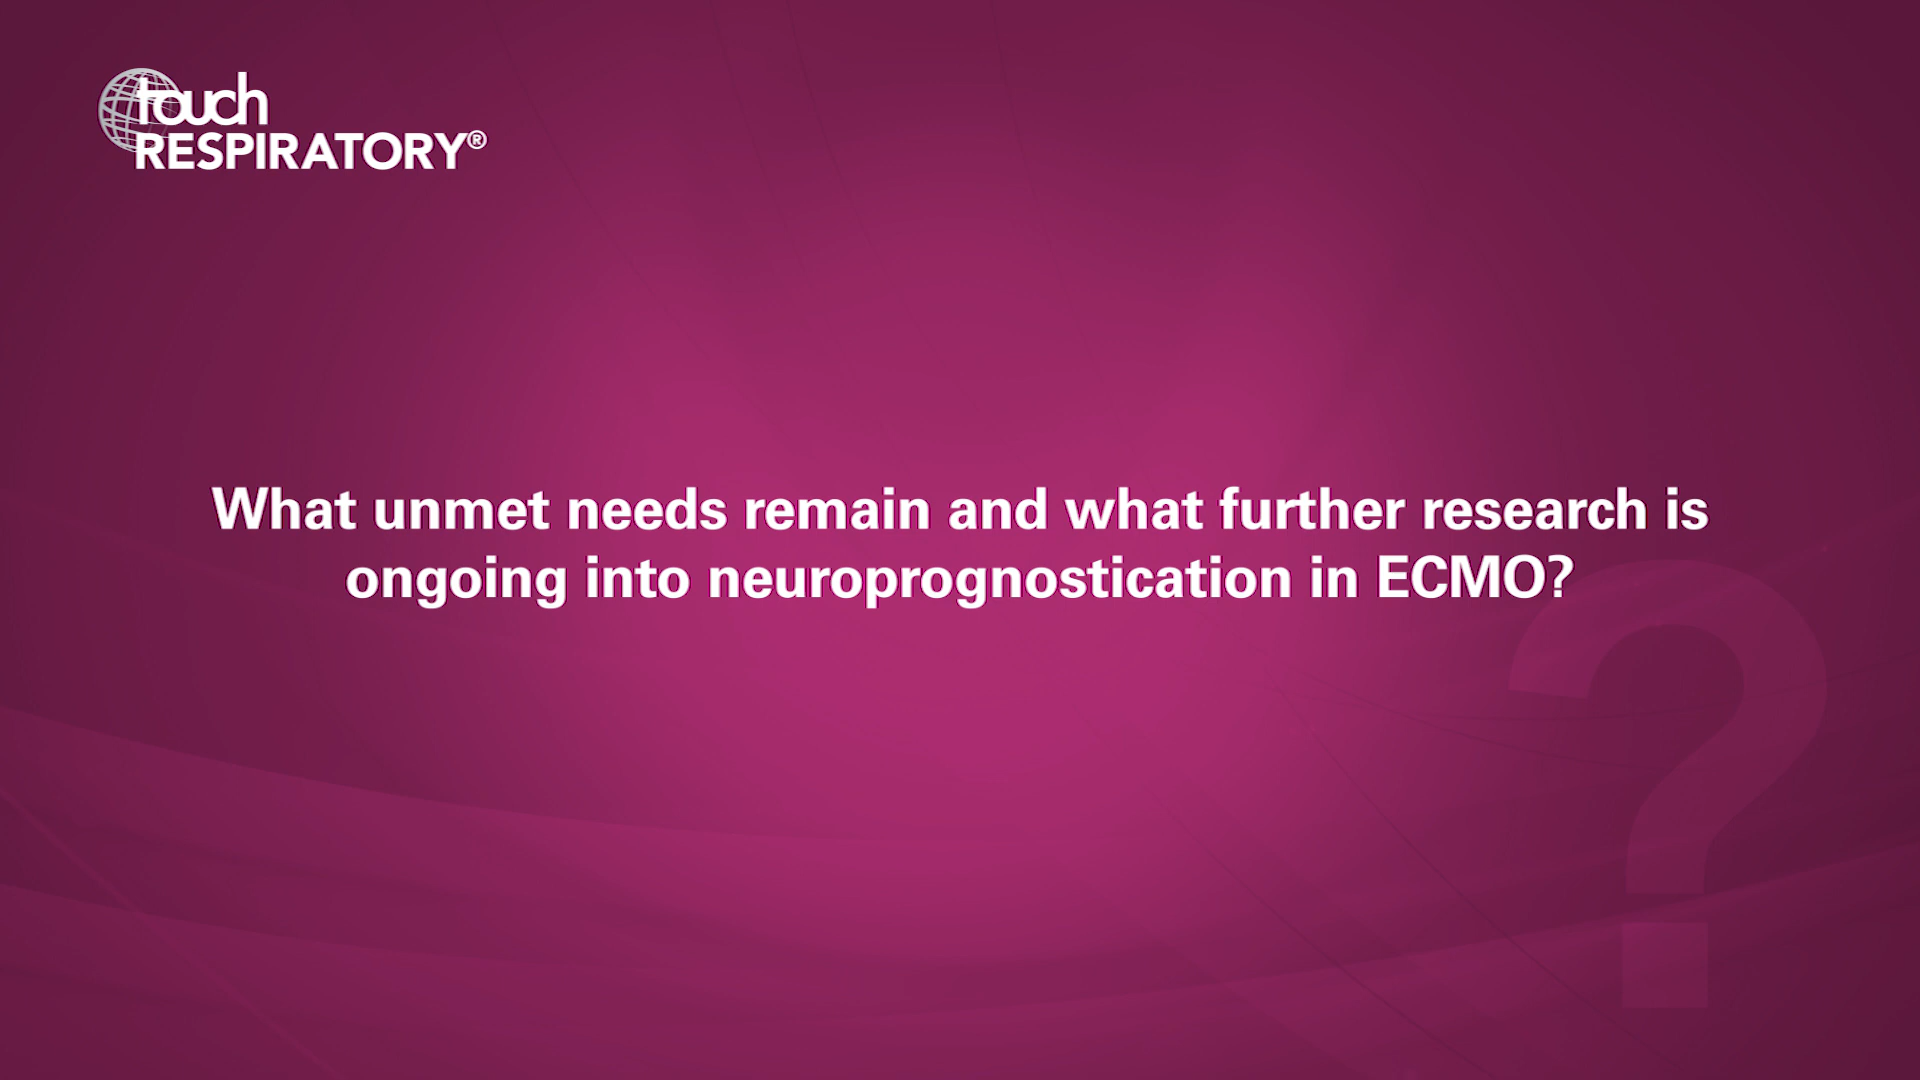 touch
RESPIRATORY®
What unmet needs remain and what further research is
ongoing into neuroprognostication in ECMO?
?